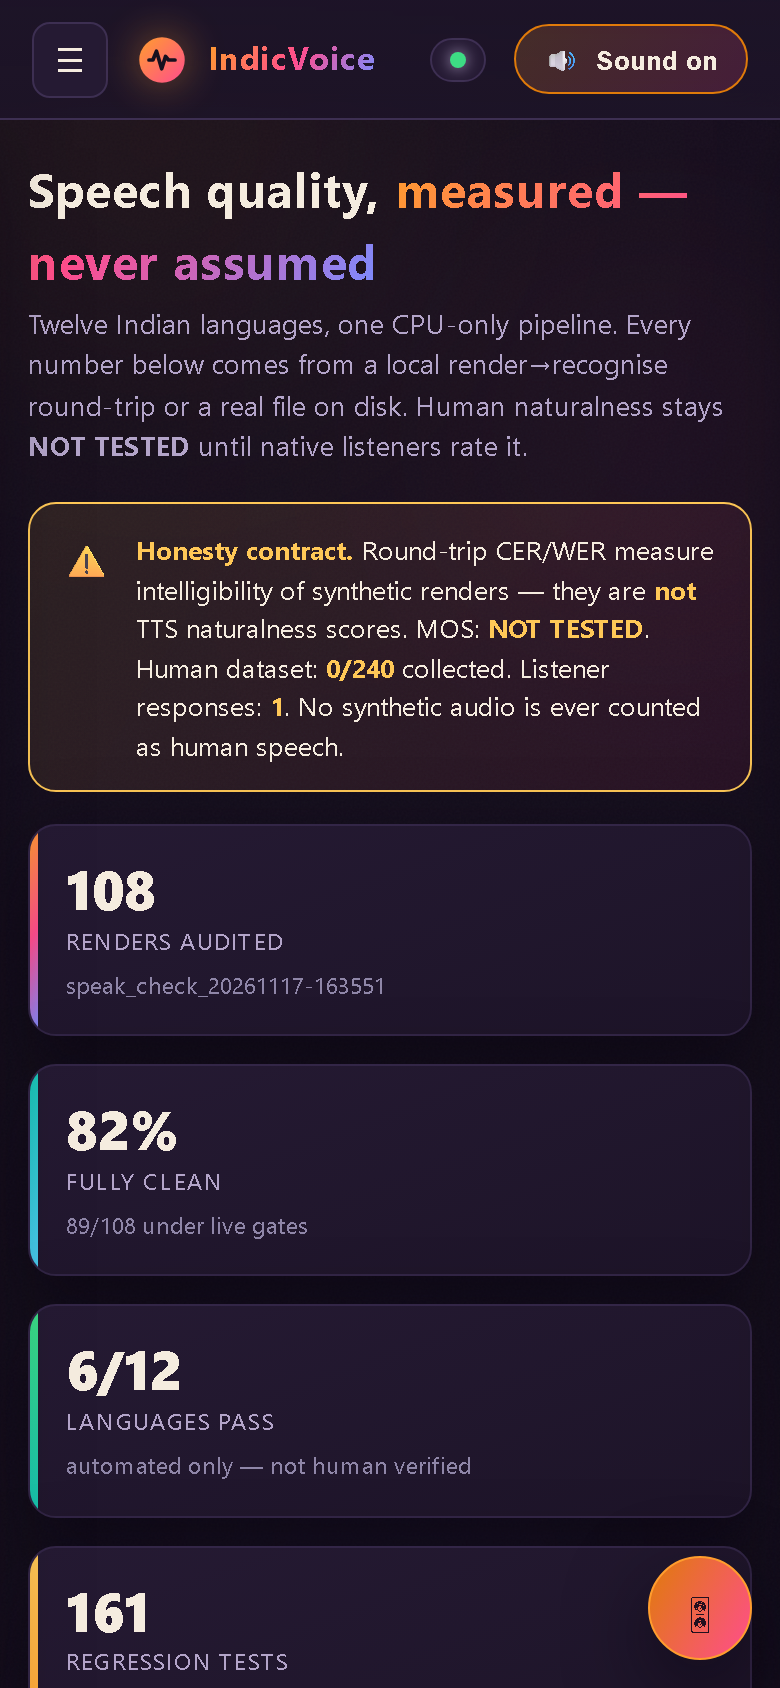 ☰ IndicVoice 🔊 Sound on
Speech quality, measured —
never assumed
Twelve Indian languages, one CPU-only pipeline. Every
number below comes from a local render→recognise
round-trip or a real file on disk. Human naturalness stays
NOT TESTED until native listeners rate it.
⚠ Honesty contract. Round-trip CER/WER measure
intelligibility of synthetic renders — they are not
TTS naturalness scores. MOS: NOT TESTED.
Human dataset: 0/240 collected. Listener
responses: 1. No synthetic audio is ever counted
as human speech.
108
RENDERS AUDITED
speak_check_20261117-163551
82%
FULLY CLEAN
89/108 under live gates
6/12
LANGUAGES PASS
automated only — not human verified
161
REGRESSION TESTS